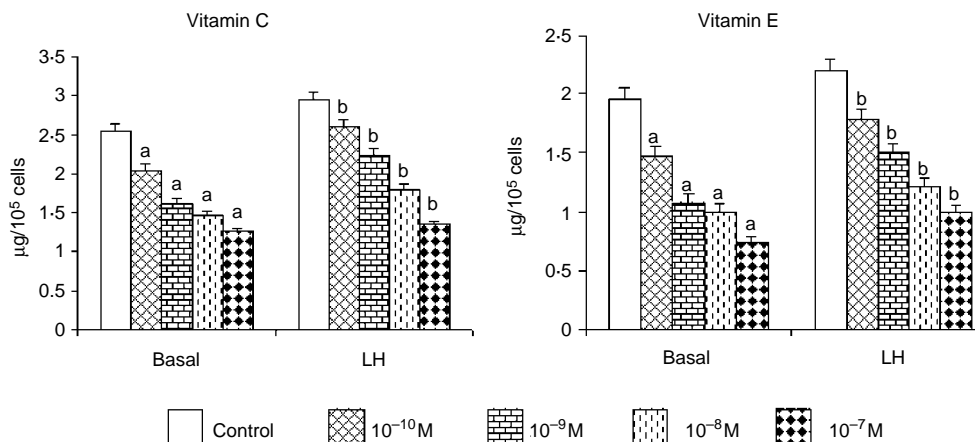 Vitamin C
3·5
3
2·5
2
1·5
1
0.5
0
µg/10⁵ cells
a
a
a
a
b
b
b
b
Basal
LH
Vitamin E
2·5
2
1·5
1
0·5
0
µg/10⁵ cells
a
a
a
a
b
b
b
b
Basal
LH
Control
10⁻¹⁰M
10⁻⁹M
10⁻⁸M
10⁻⁷M